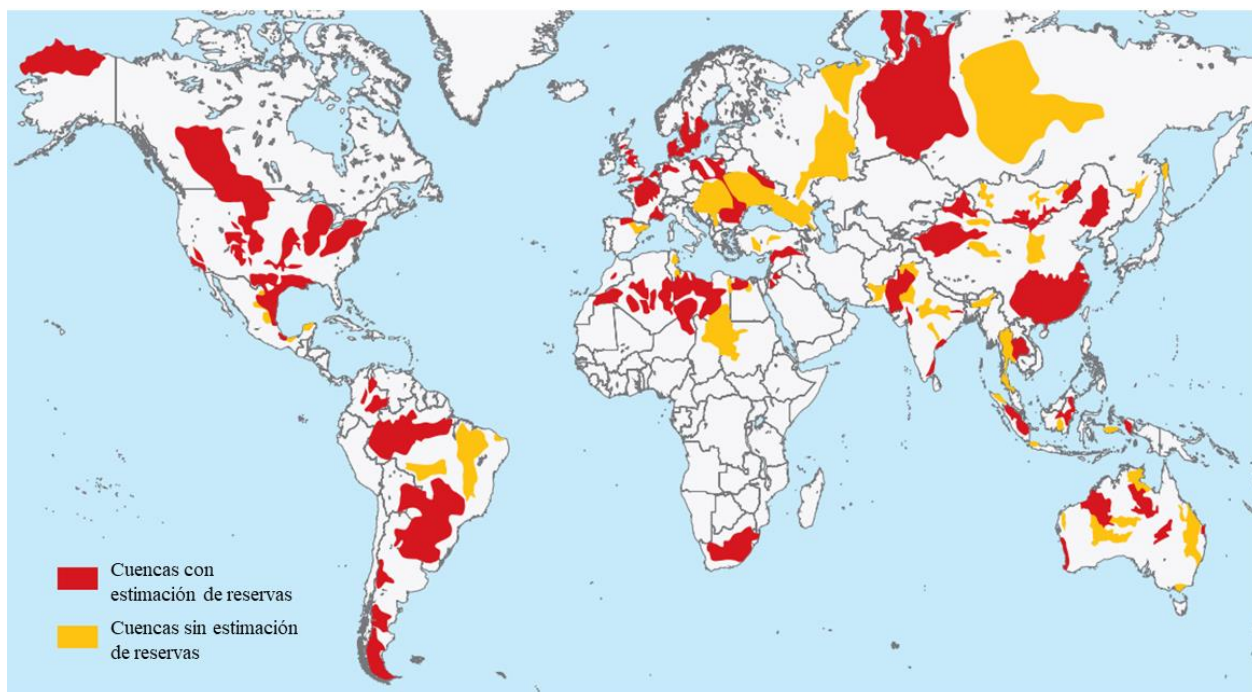 Cuencas con
estimación de reservas
Cuencas sin estimación
de reservas